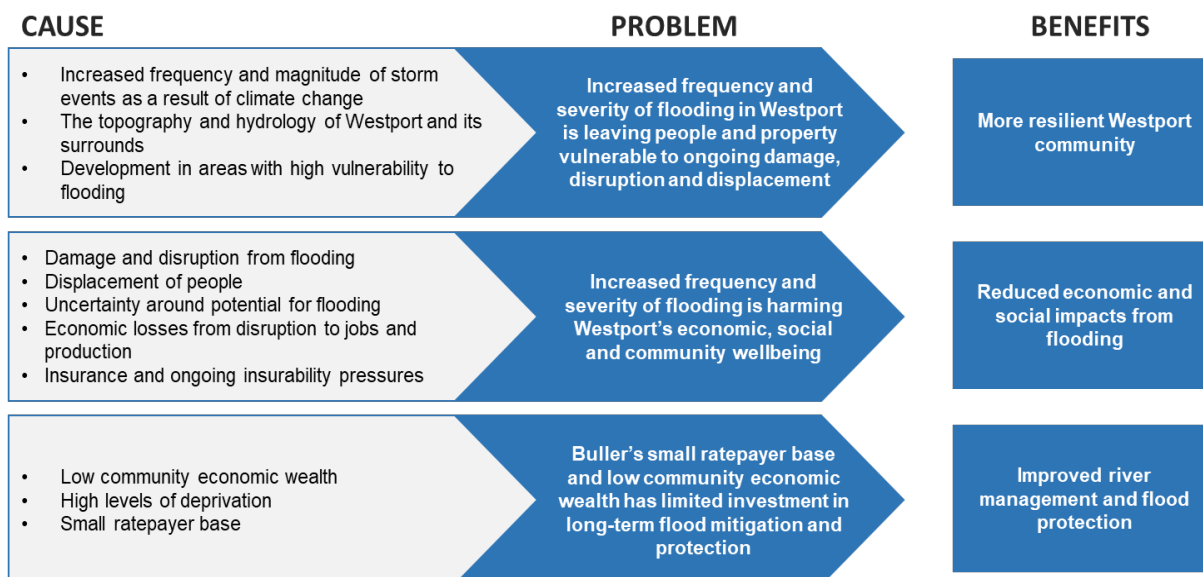 CAUSE
PROBLEM
BENEFITS
• Increased frequency and magnitude of storm
events as a result of climate change
• The topography and hydrology of Westport and its
surrounds
• Development in areas with high vulnerability to
flooding
Increased frequency and
severity of flooding in Westport
is leaving people and property
vulnerable to ongoing damage,
disruption and displacement
More resilient Westport
community
• Damage and disruption from flooding
• Displacement of people
• Uncertainty around potential for flooding
• Economic losses from disruption to jobs and
production
• Insurance and ongoing insurability pressures
Increased frequency and
severity of flooding is harming
Westport’s economic, social
and community wellbeing
Reduced economic and
social impacts from
flooding
• Low community economic wealth
• High levels of deprivation
• Small ratepayer base
Buller’s small ratepayer base
and low community economic
wealth has limited investment in
long-term flood mitigation and
protection
Improved river
management and flood
protection